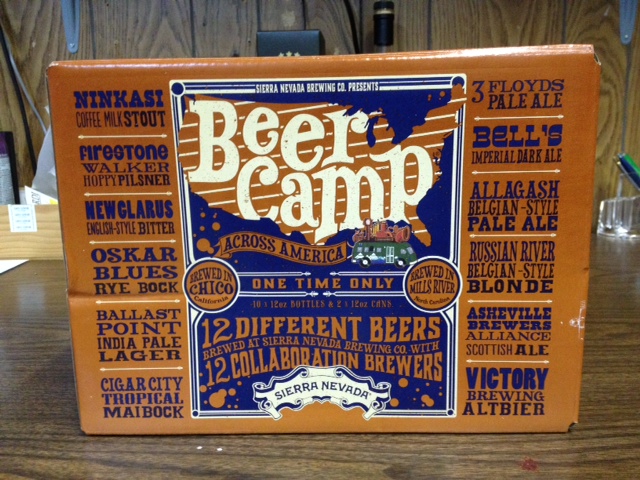 NINKASI
COFFEE MILK STOUT
FIRESTONE
WALKER
HOPPY PILSNER
NEW GLARUS
ENGLISH-STYLE BITTER
OSKAR
BLUES
RYE BOCK
BALLAST
POINT
INDIA PALE
LAGER
CIGAR CITY
TROPICAL
MAIBOCK
SIERRA NEVADA BREWING CO. PRESENTS
Beer
Camp
ACROSS AMERICA
BREWED IN
CHICO
California
ONE TIME ONLY
BREWED IN
MILLS RIVER
North Carolina
10 12oz BOTTLES & 2 12oz CANS
12 DIFFERENT BEERS
BREWED AT SIERRA NEVADA BREWING CO. WITH
12 COLLABORATION BREWERS
SIERRA NEVADA
3 FLOYDS
PALE ALE
BELL'S
IMPERIAL DARK ALE
ALLAGASH
BELGIAN-STYLE
PALE ALE
RUSSIAN RIVER
BELGIAN-STYLE
BLONDE
ASHEVILLE
BREWERS
ALLIANCE
SCOTTISH ALE
VICTORY
BREWING
ALTBIER